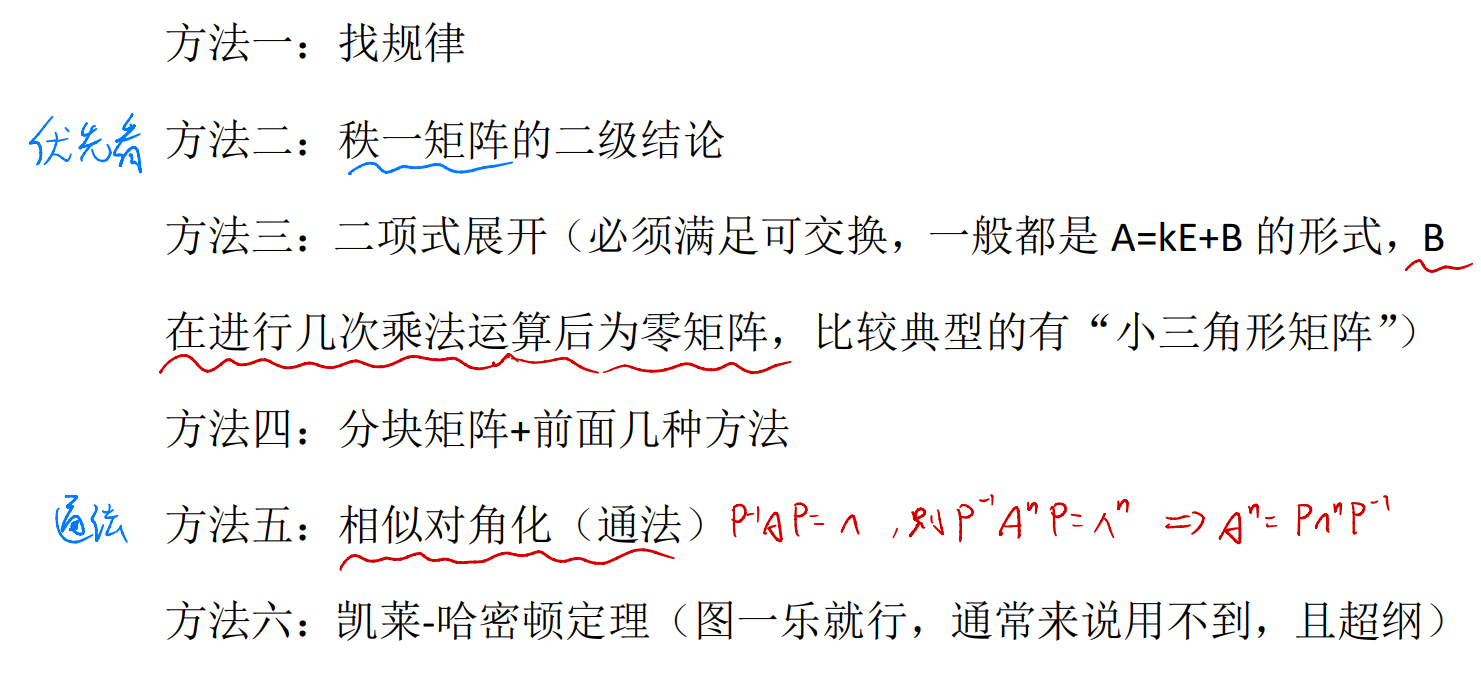 方法一：找规律
优先看 方法二：秩一矩阵的二级结论
方法三：二项式展开（必须满足可交换，一般都是 A=kE+B 的形式，B
在进行几次乘法运算后为零矩阵，比较典型的有“小三角形矩阵”）
方法四：分块矩阵+前面几种方法
通法 方法五：相似对角化（通法）P⁻¹AP=Λ，则P⁻¹AⁿP=Λⁿ ⇒ Aⁿ=PΛⁿP⁻¹
方法六：凯莱-哈密顿定理（图一乐就行，通常来说用不到，且超纲）